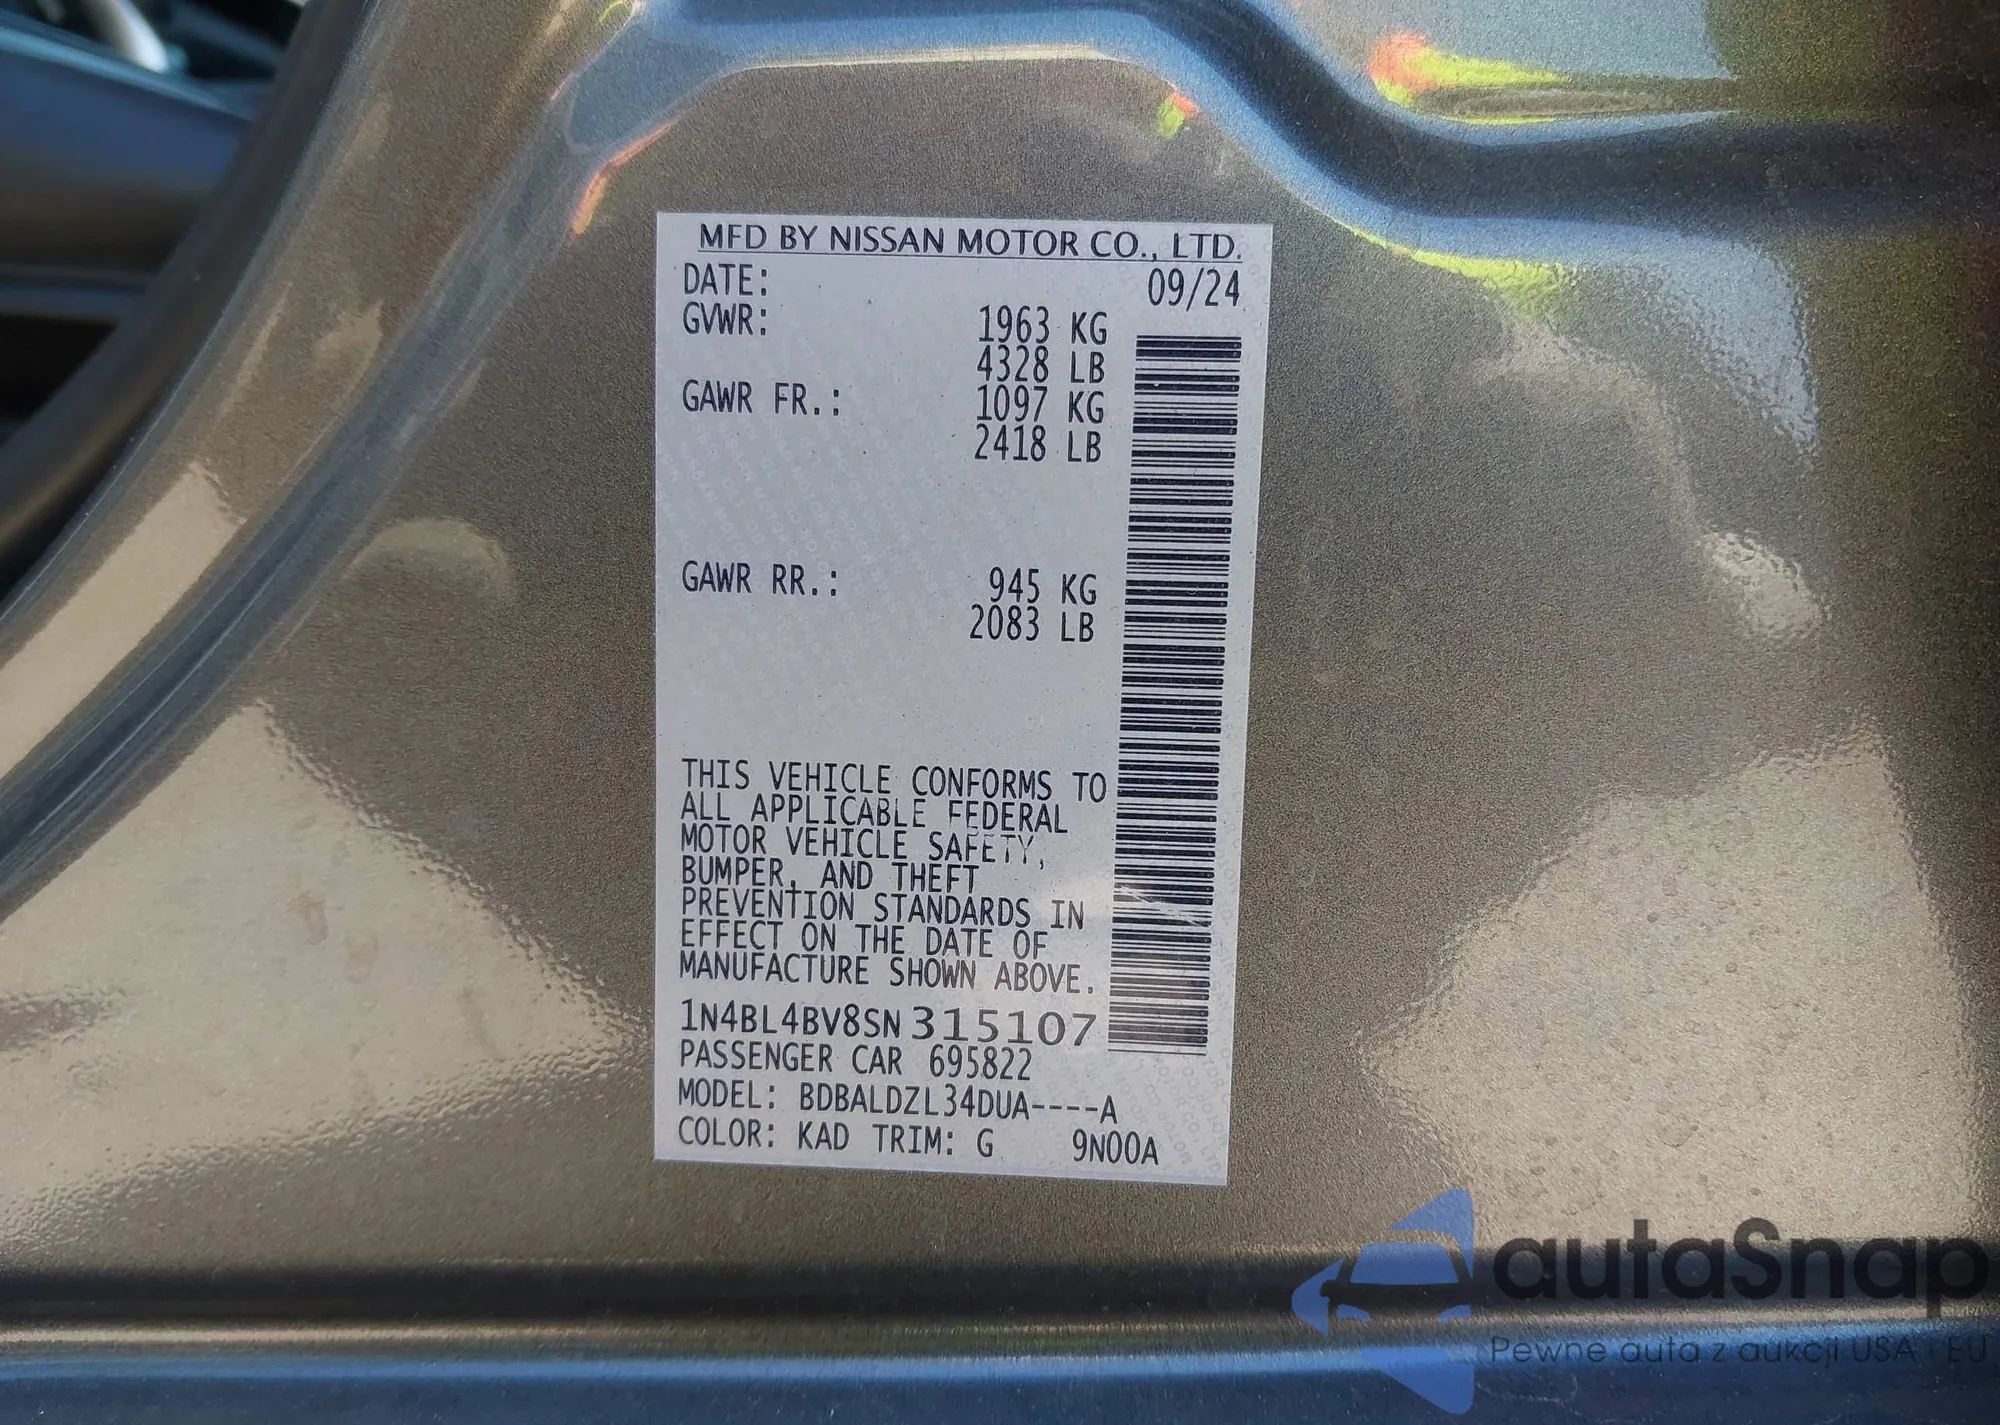 MFD BY NISSAN MOTOR CO., LTD.
DATE: 09/24
GVWR: 1963 KG
4328 LB
GAWR FR.: 1097 KG
2418 LB
GAWR RR.: 945 KG
2083 LB
THIS VEHICLE CONFORMS TO
ALL APPLICABLE FEDERAL
MOTOR VEHICLE SAFETY,
BUMPER, AND THEFT
PREVENTION STANDARDS IN
EFFECT ON THE DATE OF
MANUFACTURE SHOWN ABOVE.
1N4BL4BV8SN315107
PASSENGER CAR 695822
MODEL: BDBALDZL34DUA----A
COLOR: KAD TRIM: G 9N00A
autaSnap
Pewne auta z aukcji USA i EU